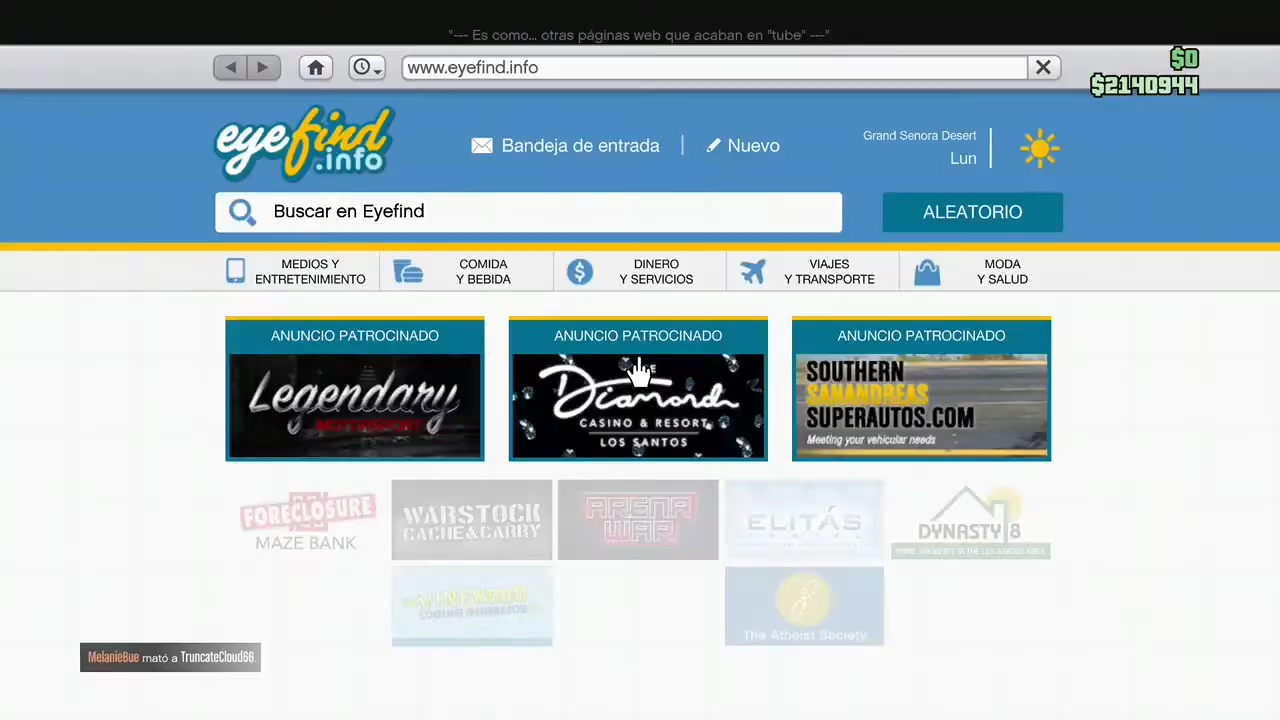 "--- Es como... otras páginas web que acaban en "tube" ---"
www.eyefind.info
$0
$2140944
eyefind
.info
Bandeja de entrada
Nuevo
Grand Senora Desert
Lun
Buscar en Eyefind
ALEATORIO
MEDIOS Y
ENTRETENIMIENTO
COMIDA
Y BEBIDA
DINERO
Y SERVICIOS
VIAJES
Y TRANSPORTE
MODA
Y SALUD
ANUNCIO PATROCINADO
Legendary
MOTORSPORT
ANUNCIO PATROCINADO
Diamond
CASINO & RESORT
LOS SANTOS
ANUNCIO PATROCINADO
SOUTHERN
SANANDREAS
SUPERAUTOS.COM
Meeting your vehicular needs
FORECLOSURE
MAZE BANK
WARSTOCK
CACHE&CARRY
ARENA
WAR
ELITÁS
DYNASTY 8
The Atheist Society
MelanieBue mató a TruncateCloud66.